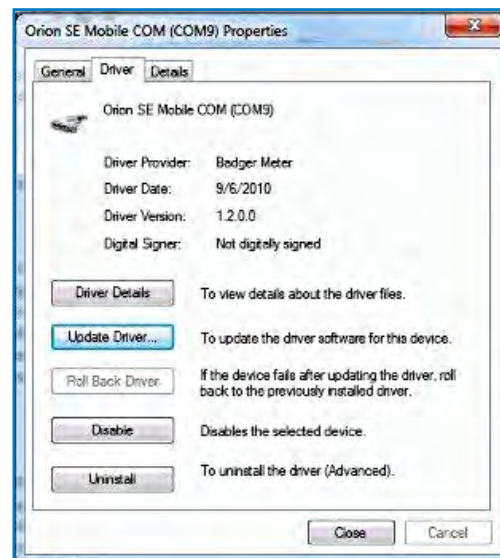 Orion SE Mobile COM (COM9) Properties
General Driver Details
Orion SE Mobile COM (COM9)
Driver Provider: Badger Meter
Driver Date: 9/6/2010
Driver Version: 1.2.0.0
Digital Signer: Not digitally signed
Driver Details To view details about the driver files.
Update Driver... To update the driver software for this device.
Roll Back Driver If the device fails after updating the driver, roll
back to the previously installed driver.
Disable Disables the selected device.
Uninstall To uninstall the driver (Advanced).
Close Cancel